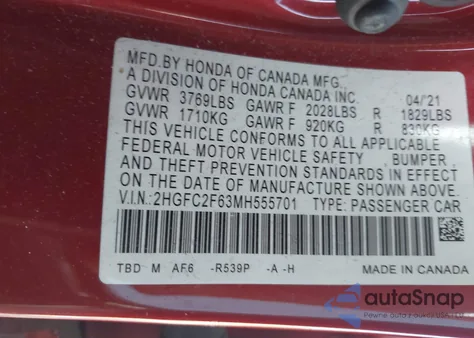 MFD.BY HONDA OF CANADA MFG.,
A DIVISION OF HONDA CANADA INC. 04/'21
GVWR 3769LBS GAWR F 2028LBS R 1829LBS
GVWR 1710KG GAWR F 920KG R 830KG
THIS VEHICLE CONFORMS TO ALL APPLICABLE
FEDERAL MOTOR VEHICLE SAFETY BUMPER
AND THEFT PREVENTION STANDARDS IN EFFECT
ON THE DATE OF MANUFACTURE SHOWN ABOVE.
V.I.N.:2HGFC2F63MH555701 TYPE: PASSENGER CAR
TBD M AF6 -R539P -A -H MADE IN CANADA
autoSnap